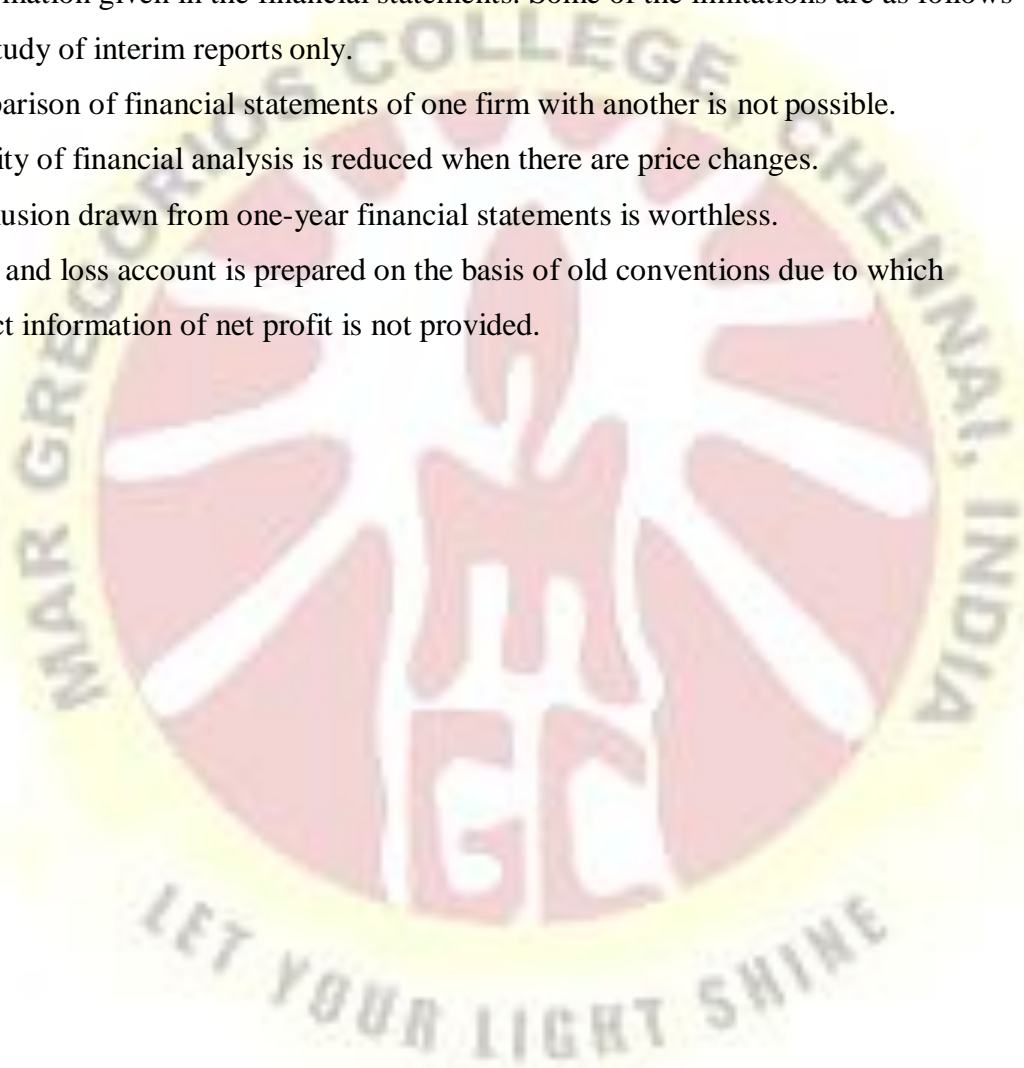 mation given in the financial statements. Some of the limitations are as follows
tudy of interim reports only.
parison of financial statements of one firm with another is not possible.
ity of financial analysis is reduced when there are price changes.
lusion drawn from one-year financial statements is worthless.
and loss account is prepared on the basis of old conventions due to which
ct information of net profit is not provided.
MAR GREGORIOS COLLEGE, CHENNAI, INDIA
MGC
LET YOUR LIGHT SHINE